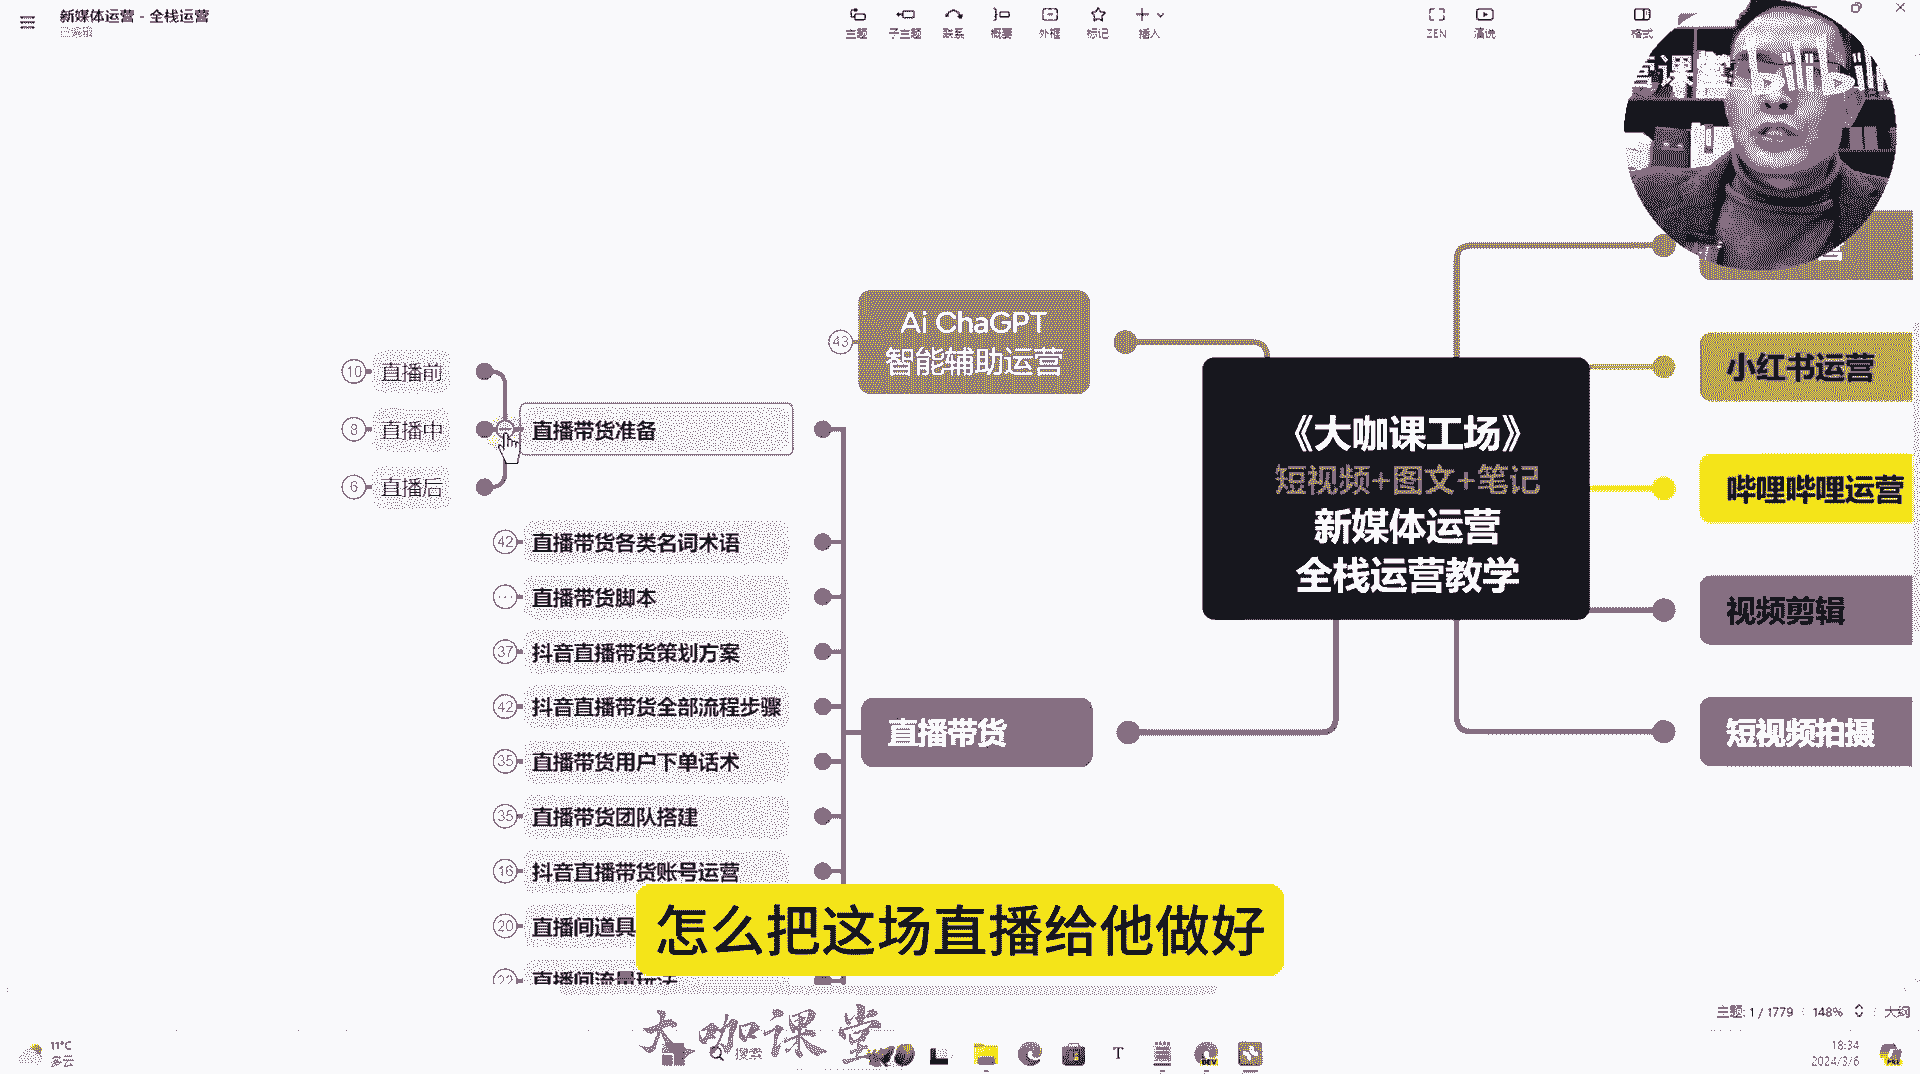 新媒体运营 - 全栈运营
已编辑
主题
子主题
联系
概要
外框
标记
插入
ZEN
演说
格式
Ai ChaGPT
智能辅助运营
43
10
直播前
8
直播中
6
直播后
直播带货准备
42
直播带货各类名词术语
直播带货脚本
37
抖音直播带货策划方案
42
抖音直播带货全部流程步骤
35
直播带货用户下单话术
35
直播带货团队搭建
16
抖音直播带货账号运营
20
直播间道具
22
直播间流量玩法
直播带货
《大咖课工场》
短视频+图文+笔记
新媒体运营
全栈运营教学
小红书运营
哔哩哔哩运营
视频剪辑
短视频拍摄
怎么把这场直播给他做好
大咖课堂
主题: 1 / 1779
148%
大纲
11°C
多云
搜索
18:34
2024/3/6